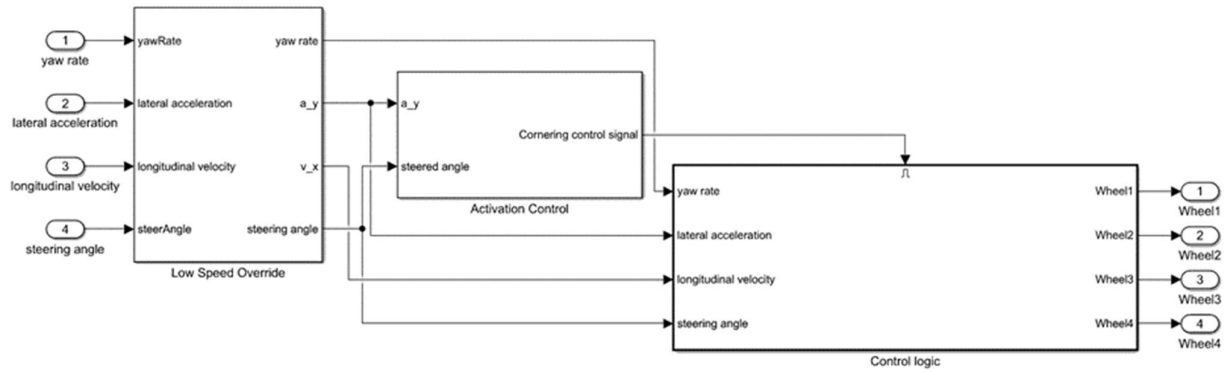 1
yaw rate
2
lateral acceleration
3
longitudinal velocity
4
steering angle
yawRate
lateral acceleration
longitudinal velocity
steerAngle
yaw rate
a_y
v_x
steering angle
Low Speed Override
a_y
steered angle
Cornering control signal
Activation Control
yaw rate
lateral acceleration
longitudinal velocity
steering angle
Wheel1
Wheel2
Wheel3
Wheel4
Control logic
1
Wheel1
2
Wheel2
3
Wheel3
4
Wheel4